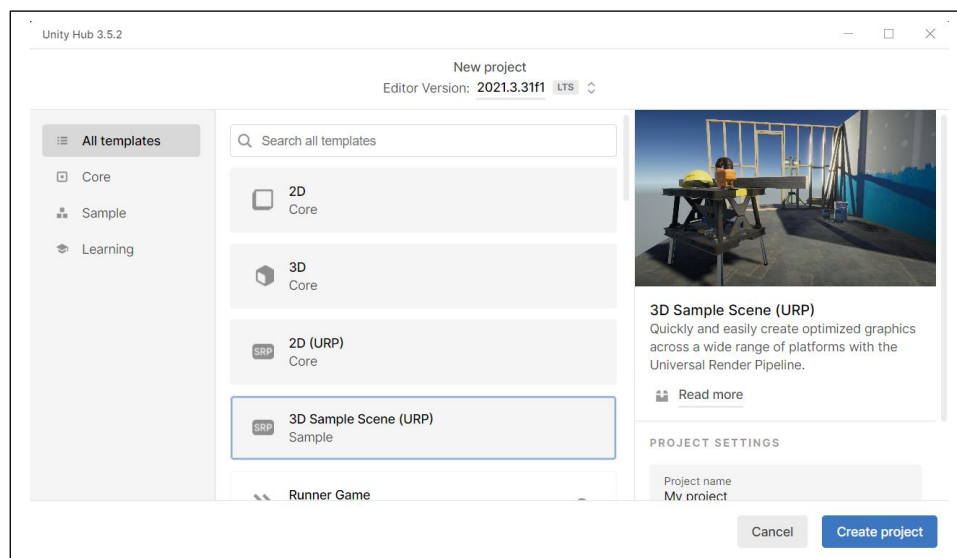 Unity Hub 3.5.2
New project
Editor Version: 2021.3.31f1 LTS
All templates
Core
Sample
Learning
Search all templates
2D
Core
3D
Core
SRP
2D (URP)
Core
SRP
3D Sample Scene (URP)
Sample
Runner Game
3D Sample Scene (URP)
Quickly and easily create optimized graphics
across a wide range of platforms with the
Universal Render Pipeline.
Read more
PROJECT SETTINGS
Project name
My project
Cancel
Create project